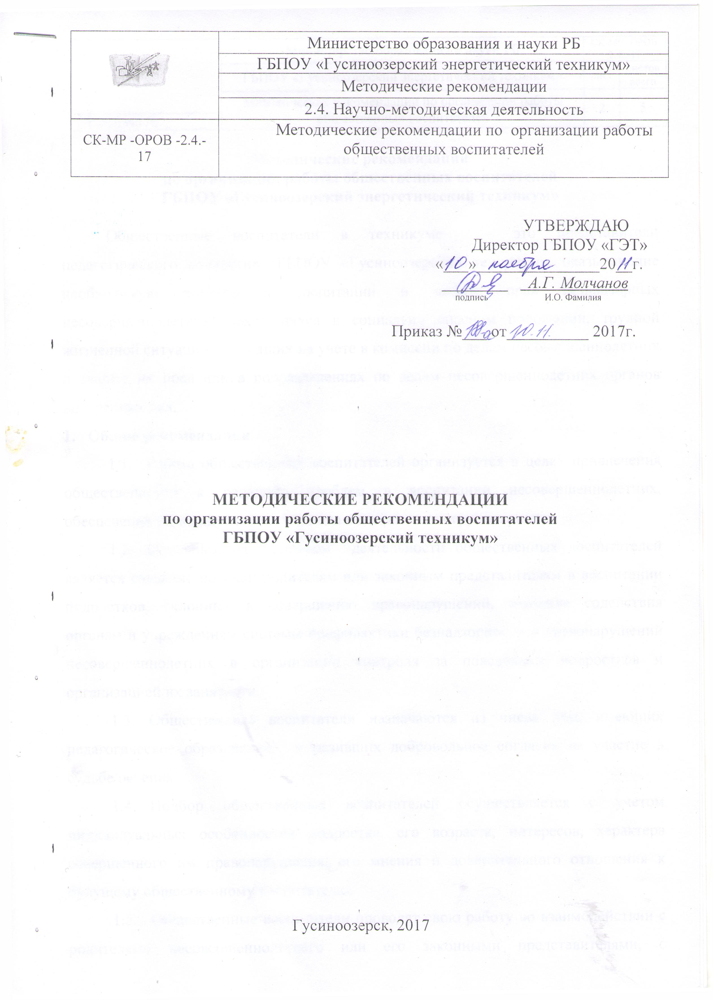 Министерство образования и науки РБ
ГБПОУ «Гусиноозерский энергетический техникум»
Методические рекомендации
2.4. Научно-методическая деятельность
СК-МР -ОРОВ -2.4.-
17
Методические рекомендации по организации работы
общественных воспитателей
УТВЕРЖДАЮ
Директор ГБПОУ «ГЭТ»
«10» ноября 2011г.
А.Г. Молчанов
подпись И.О. Фамилия
Приказ № от 10.11. 2017г.
МЕТОДИЧЕСКИЕ РЕКОМЕНДАЦИИ
по организации работы общественных воспитателей
ГБПОУ «Гусиноозерский техникум»
Гусиноозерск, 2017